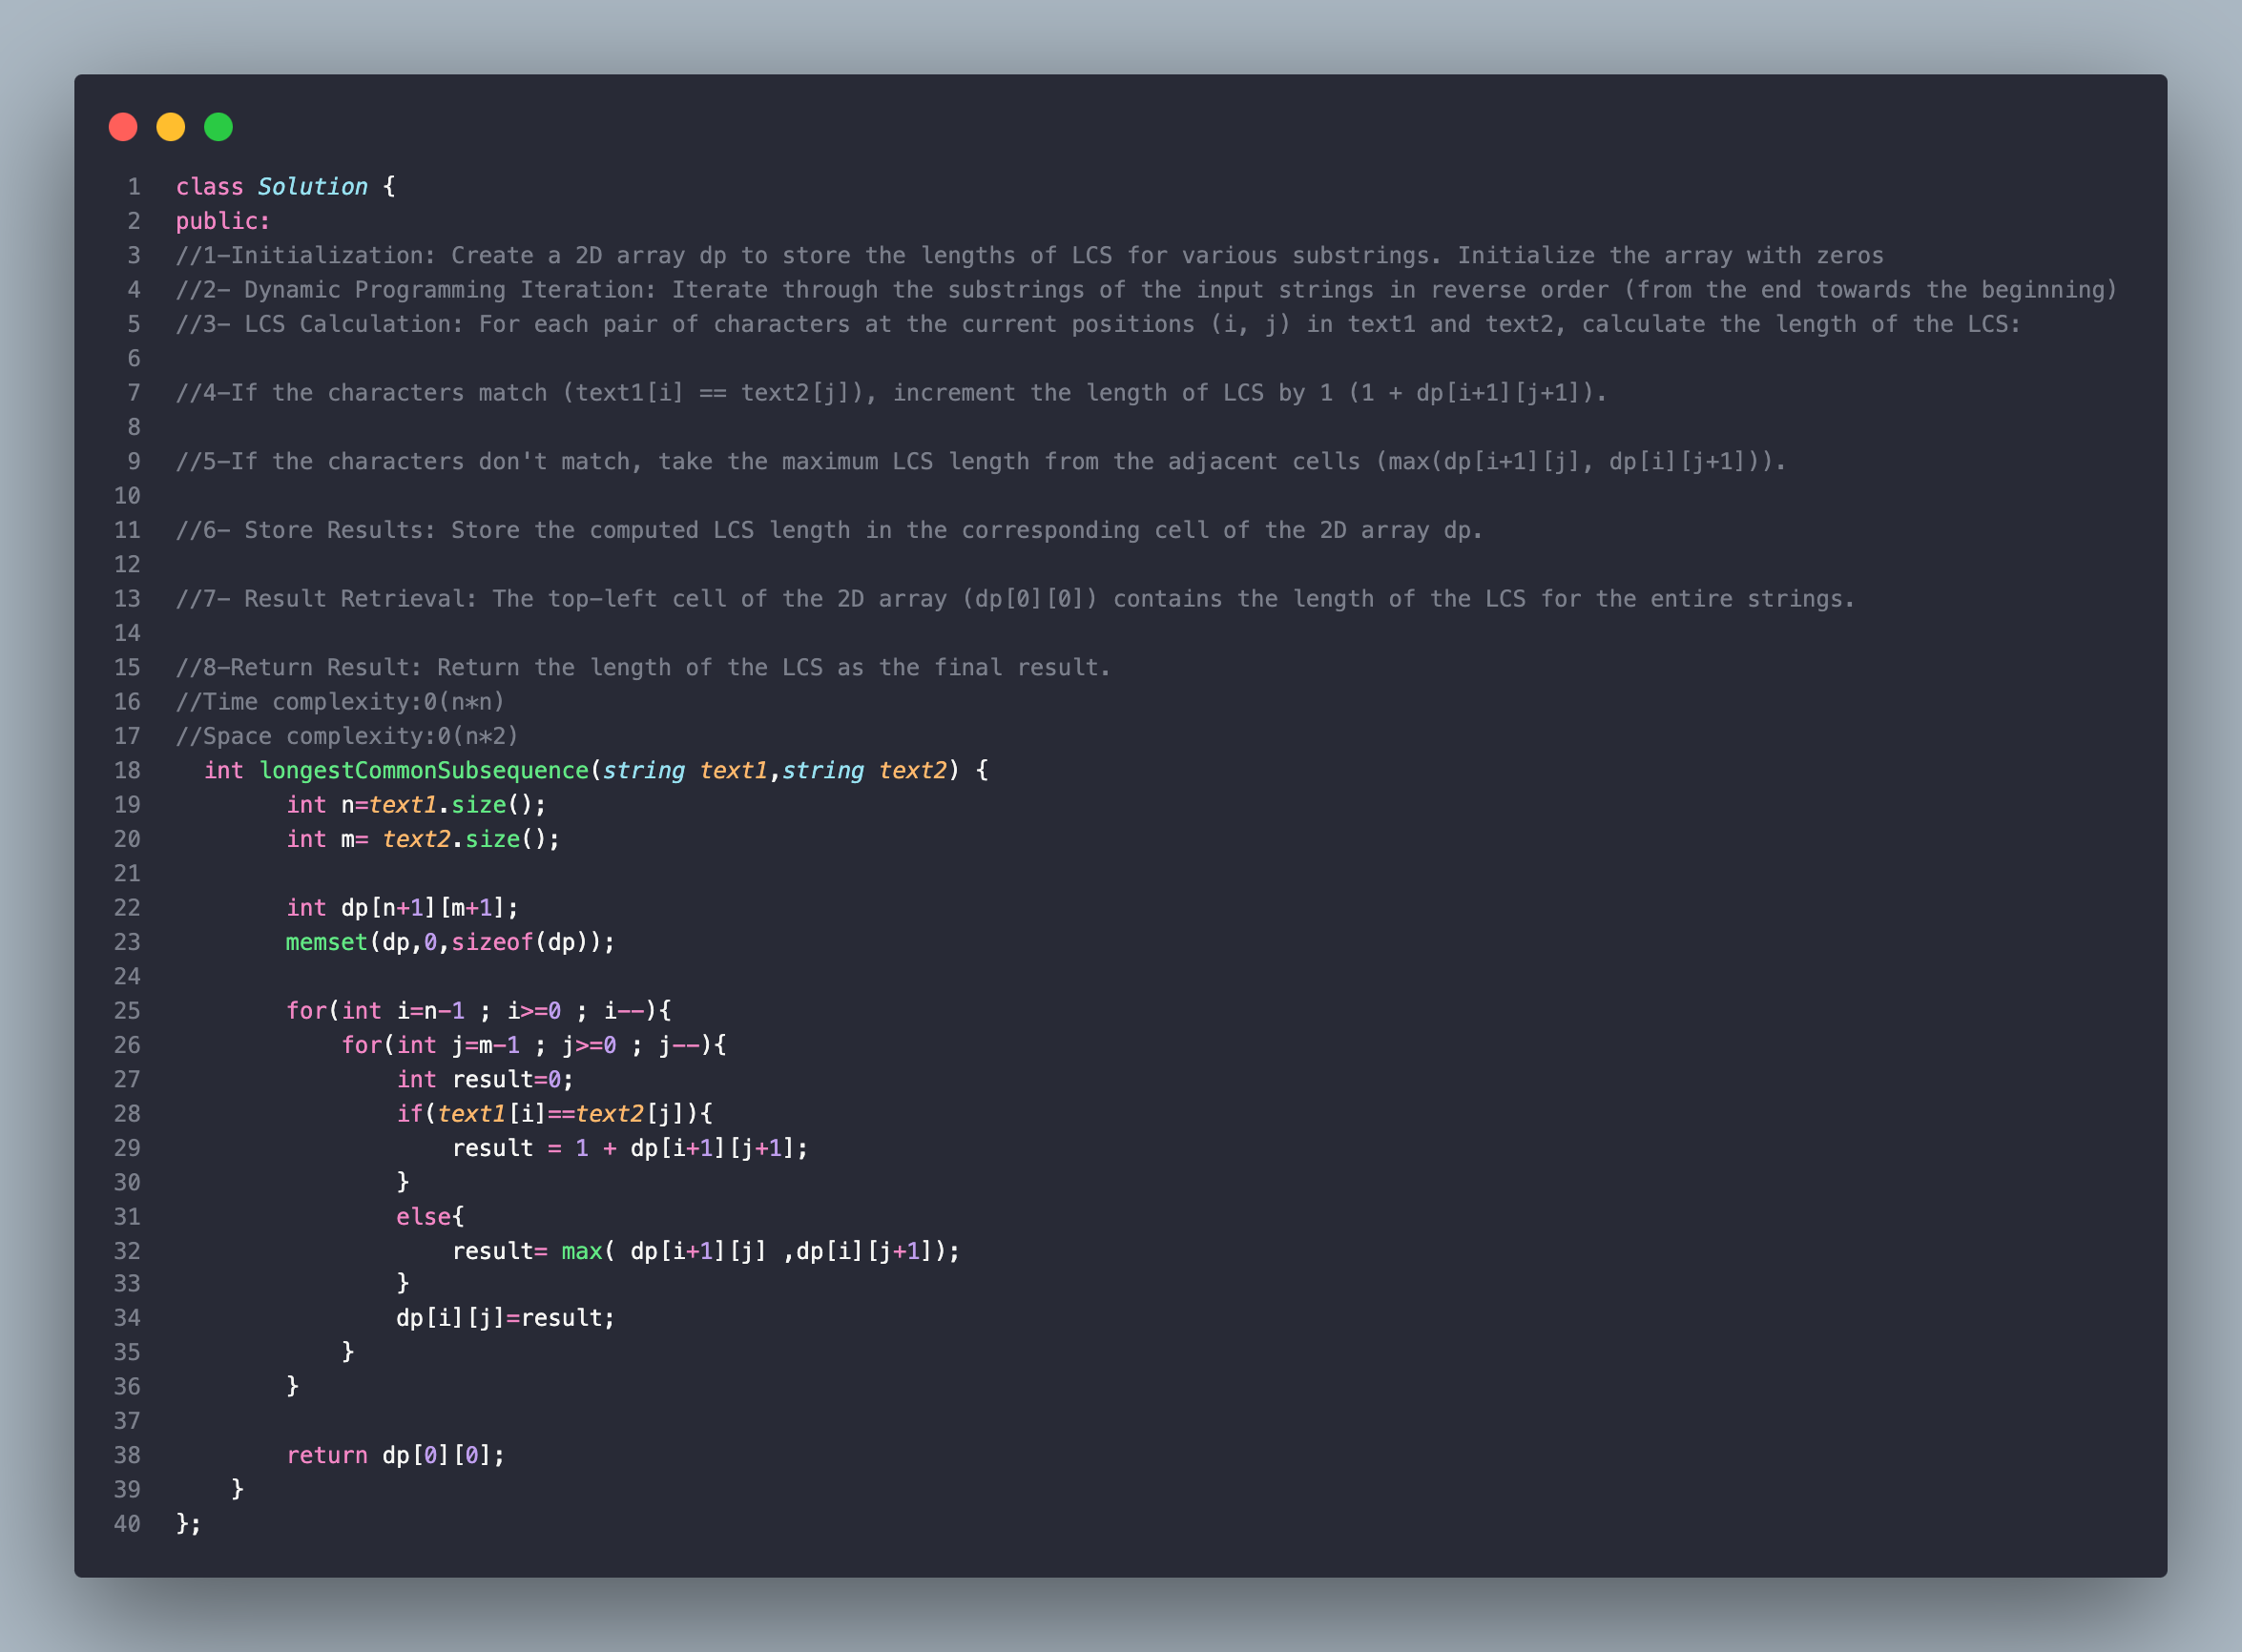 1 class Solution {
2 public:
3 //1-Initialization: Create a 2D array dp to store the lengths of LCS for various substrings. Initialize the array with zeros
4 //2- Dynamic Programming Iteration: Iterate through the substrings of the input strings in reverse order (from the end towards the beginning)
5 //3- LCS Calculation: For each pair of characters at the current positions (i, j) in text1 and text2, calculate the length of the LCS:
6
7 //4-If the characters match (text1[i] == text2[j]), increment the length of LCS by 1 (1 + dp[i+1][j+1]).
8
9 //5-If the characters don't match, take the maximum LCS length from the adjacent cells (max(dp[i+1][j], dp[i][j+1])).
10
11 //6- Store Results: Store the computed LCS length in the corresponding cell of the 2D array dp.
12
13 //7- Result Retrieval: The top-left cell of the 2D array (dp[0][0]) contains the length of the LCS for the entire strings.
14
15 //8-Return Result: Return the length of the LCS as the final result.
16 //Time complexity:0(n*n)
17 //Space complexity:0(n*2)
18   int longestCommonSubsequence(string text1,string text2) {
19         int n=text1.size();
20         int m= text2.size();
21
22         int dp[n+1][m+1];
23         memset(dp,0,sizeof(dp));
24
25         for(int i=n-1 ; i>=0 ; i--){
26             for(int j=m-1 ; j>=0 ; j--){
27                 int result=0;
28                 if(text1[i]==text2[j]){
29                     result = 1 + dp[i+1][j+1];
30                 }
31                 else{
32                     result= max( dp[i+1][j] ,dp[i][j+1]);
33                 }
34                 dp[i][j]=result;
35             }
36         }
37
38         return dp[0][0];
39     }
40 };